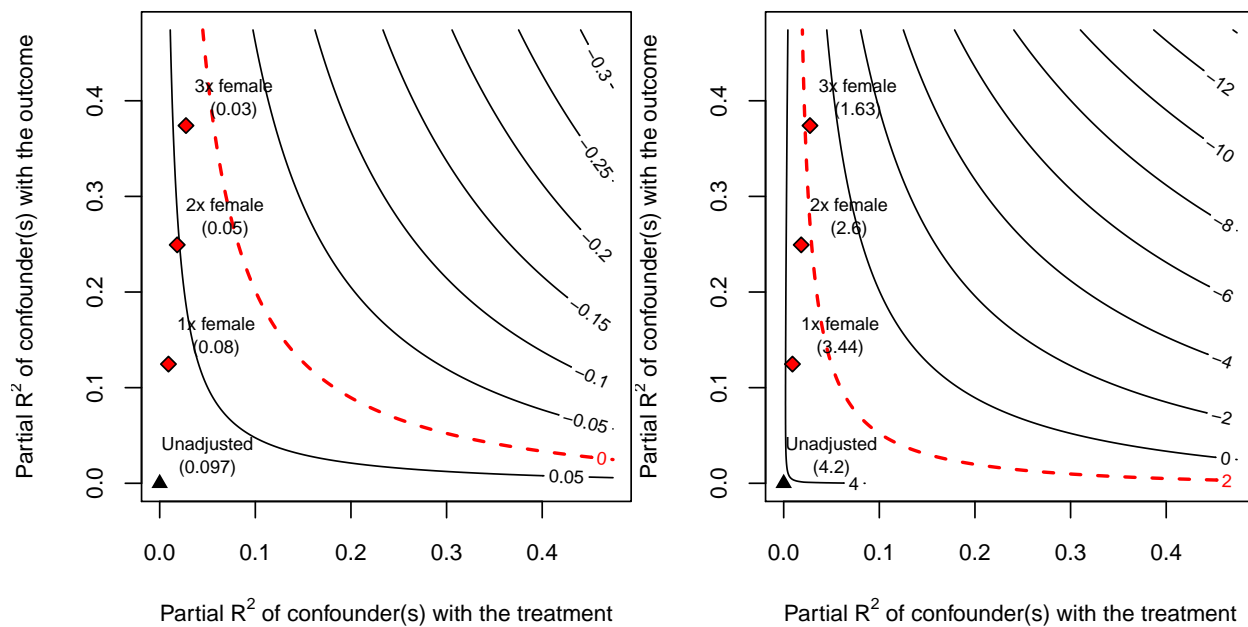 Partial R² of confounder(s) with the outcome
0.4
0.3
0.2
0.1
0.0
3x female
(0.03)
2x female
(0.05)
1x female
(0.08)
Unadjusted
(0.097)
−0.3
−0.25
−0.2
−0.15
−0.1
−0.05
0
0.05
0.0 0.1 0.2 0.3 0.4
Partial R² of confounder(s) with the treatment
Partial R² of confounder(s) with the outcome
0.4
0.3
0.2
0.1
0.0
3x female
(1.63)
2x female
(2.6)
1x female
(3.44)
Unadjusted
(4.2)
−12
−10
−8
−6
−4
−2
0
2
4
0.0 0.1 0.2 0.3 0.4
Partial R² of confounder(s) with the treatment